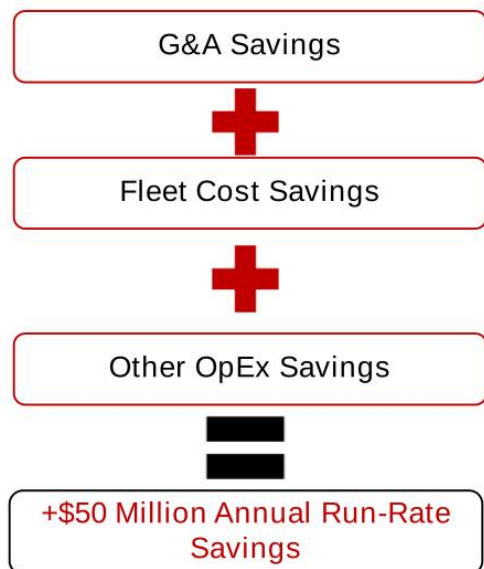 G&A Savings
Fleet Cost Savings
Other OpEx Savings
+$50 Million Annual Run-Rate
Savings